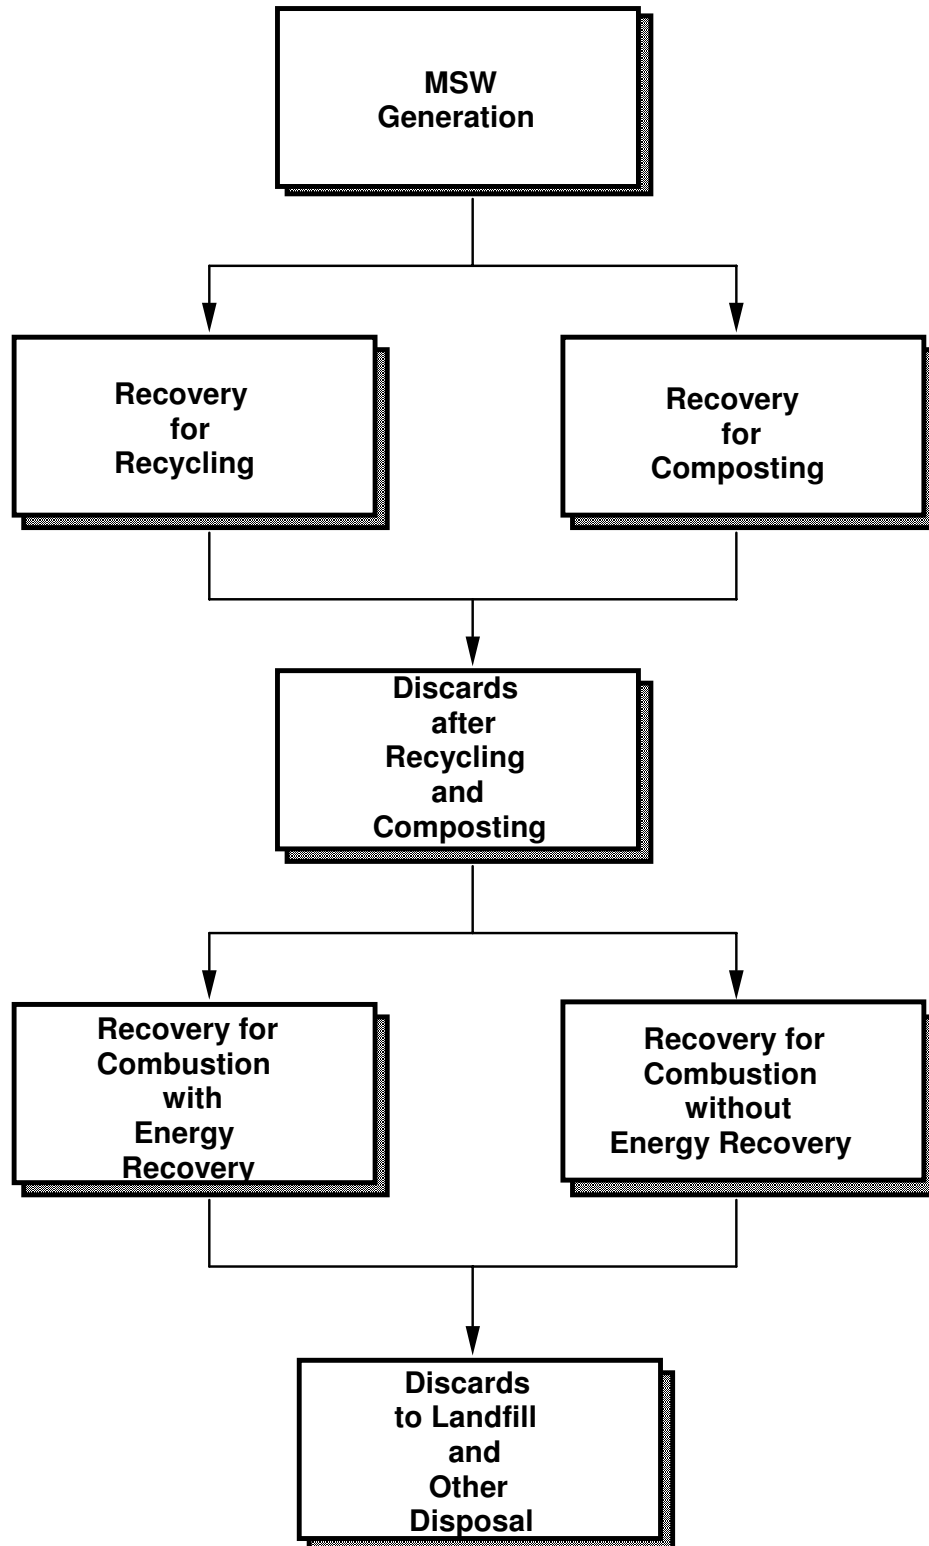 MSW
Generation
Recovery
for
Recycling
Recovery
for
Composting
Discards
after
Recycling
and
Composting
Recovery for
Combustion
with
Energy
Recovery
Recovery for
Combustion
without
Energy Recovery
Discards
to Landfill
and
Other
Disposal